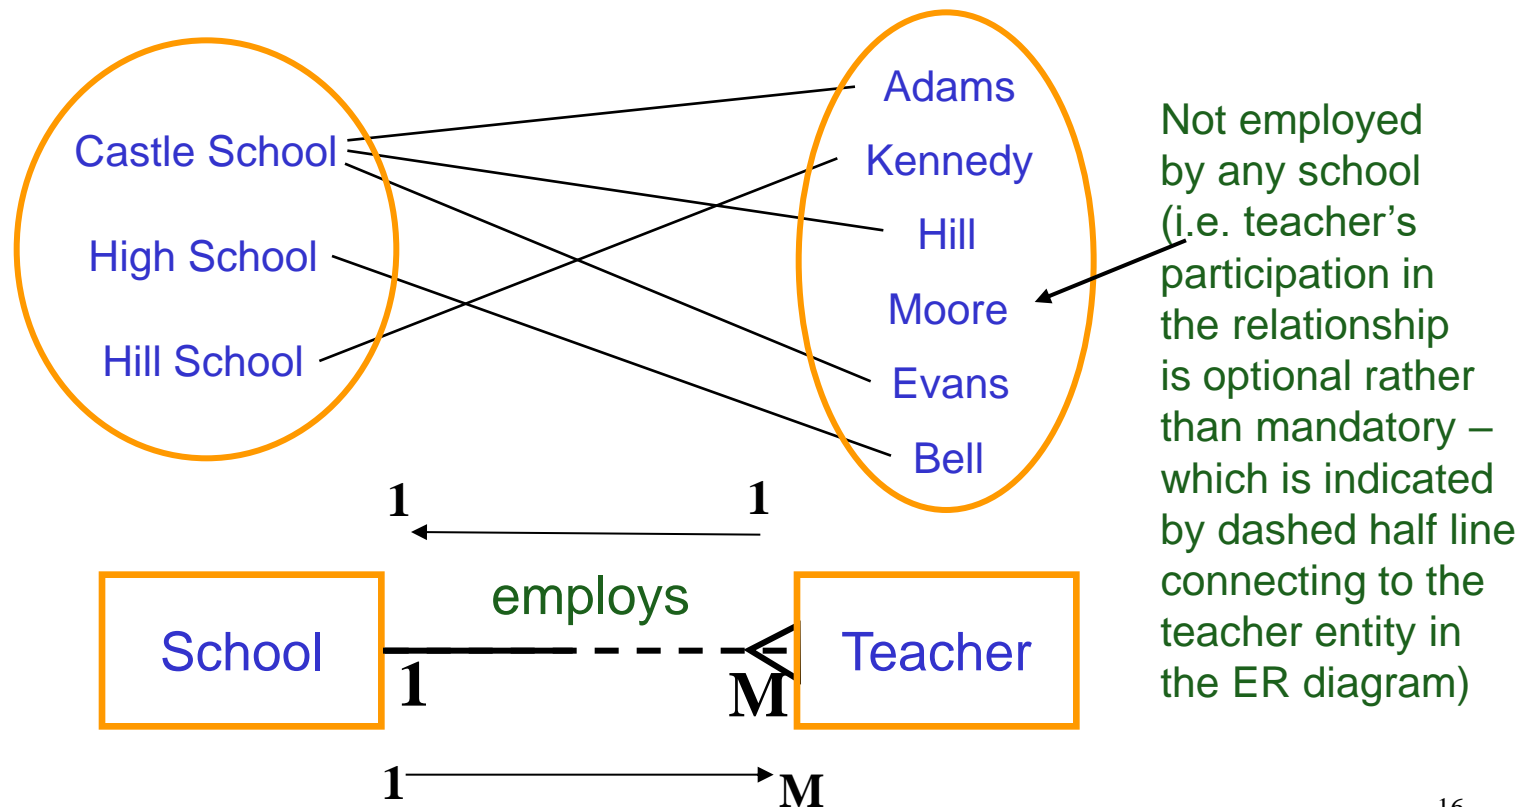 Castle School
High School
Hill School
Adams
Kennedy
Hill
Moore
Evans
Bell
Not employed
by any school
(i.e. teacher’s
participation in
the relationship
is optional rather
than mandatory –
which is indicated
by dashed half line
connecting to the
teacher entity in
the ER diagram)
1 1
employs
School
1
M
Teacher
1 M
16